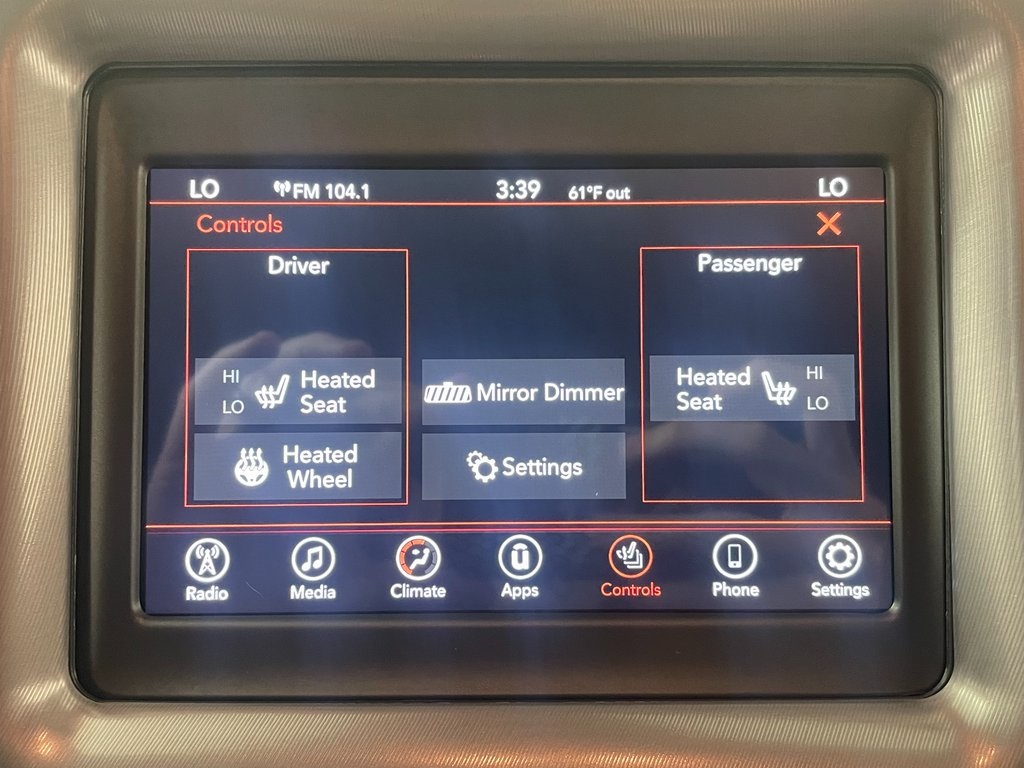 LO FM 104.1 3:39 61°F out LO
Controls
Driver
Passenger
HI
LO
Heated
Seat
Mirror Dimmer
Heated
Seat
HI
LO
Heated
Wheel
Settings
Radio Media Climate Apps Controls Phone Settings